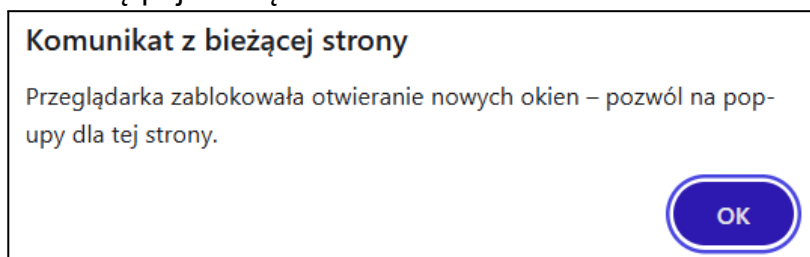 Komunikat z bieżącej strony
Przeglądarka zablokowała otwieranie nowych okien – pozwól na pop-
upy dla tej strony.
OK